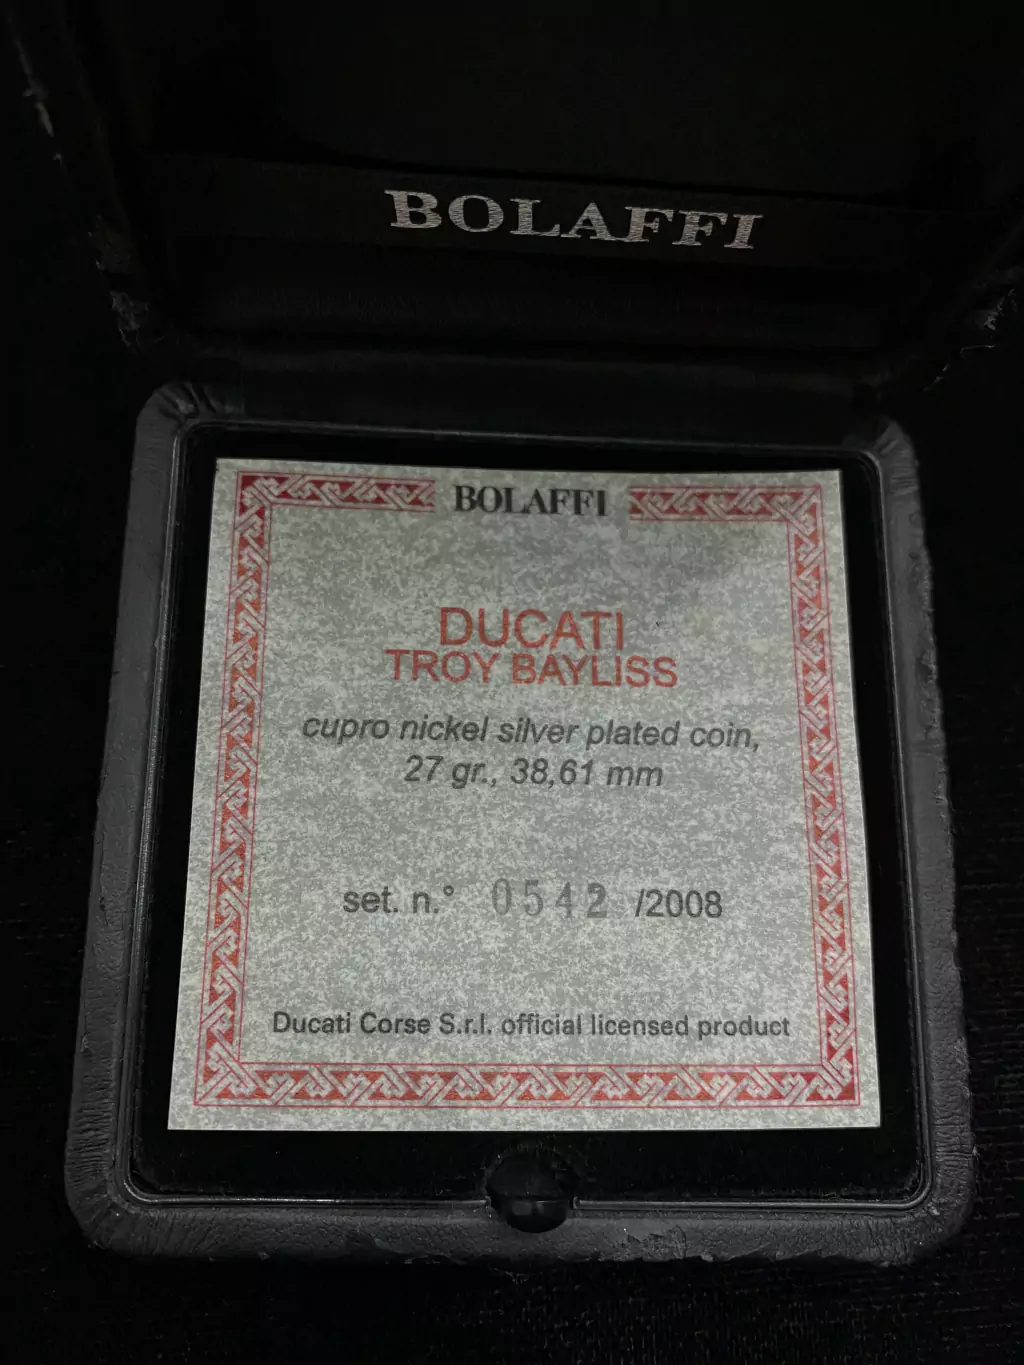 BOLAFFI
BOLAFFI
DUCATI
TROY BAYLISS
cupro nickel silver plated coin,
27 gr., 38,61 mm
set. n.° 0542 /2008
Ducati Corse S.r.l. official licensed product